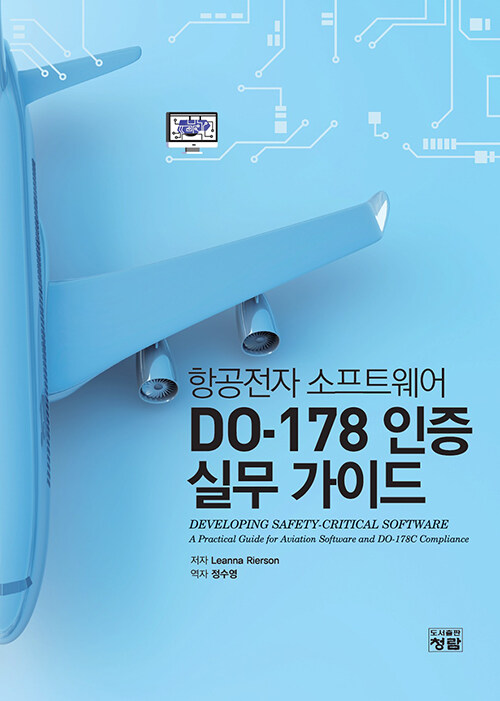 항공전자 소프트웨어
DO-178 인증
실무 가이드
DEVELOPING SAFETY-CRITICAL SOFTWARE
A Practical Guide for Aviation Software and DO-178C Compliance
저자 Leanna Rierson
역자 정수영
도서출판
청람